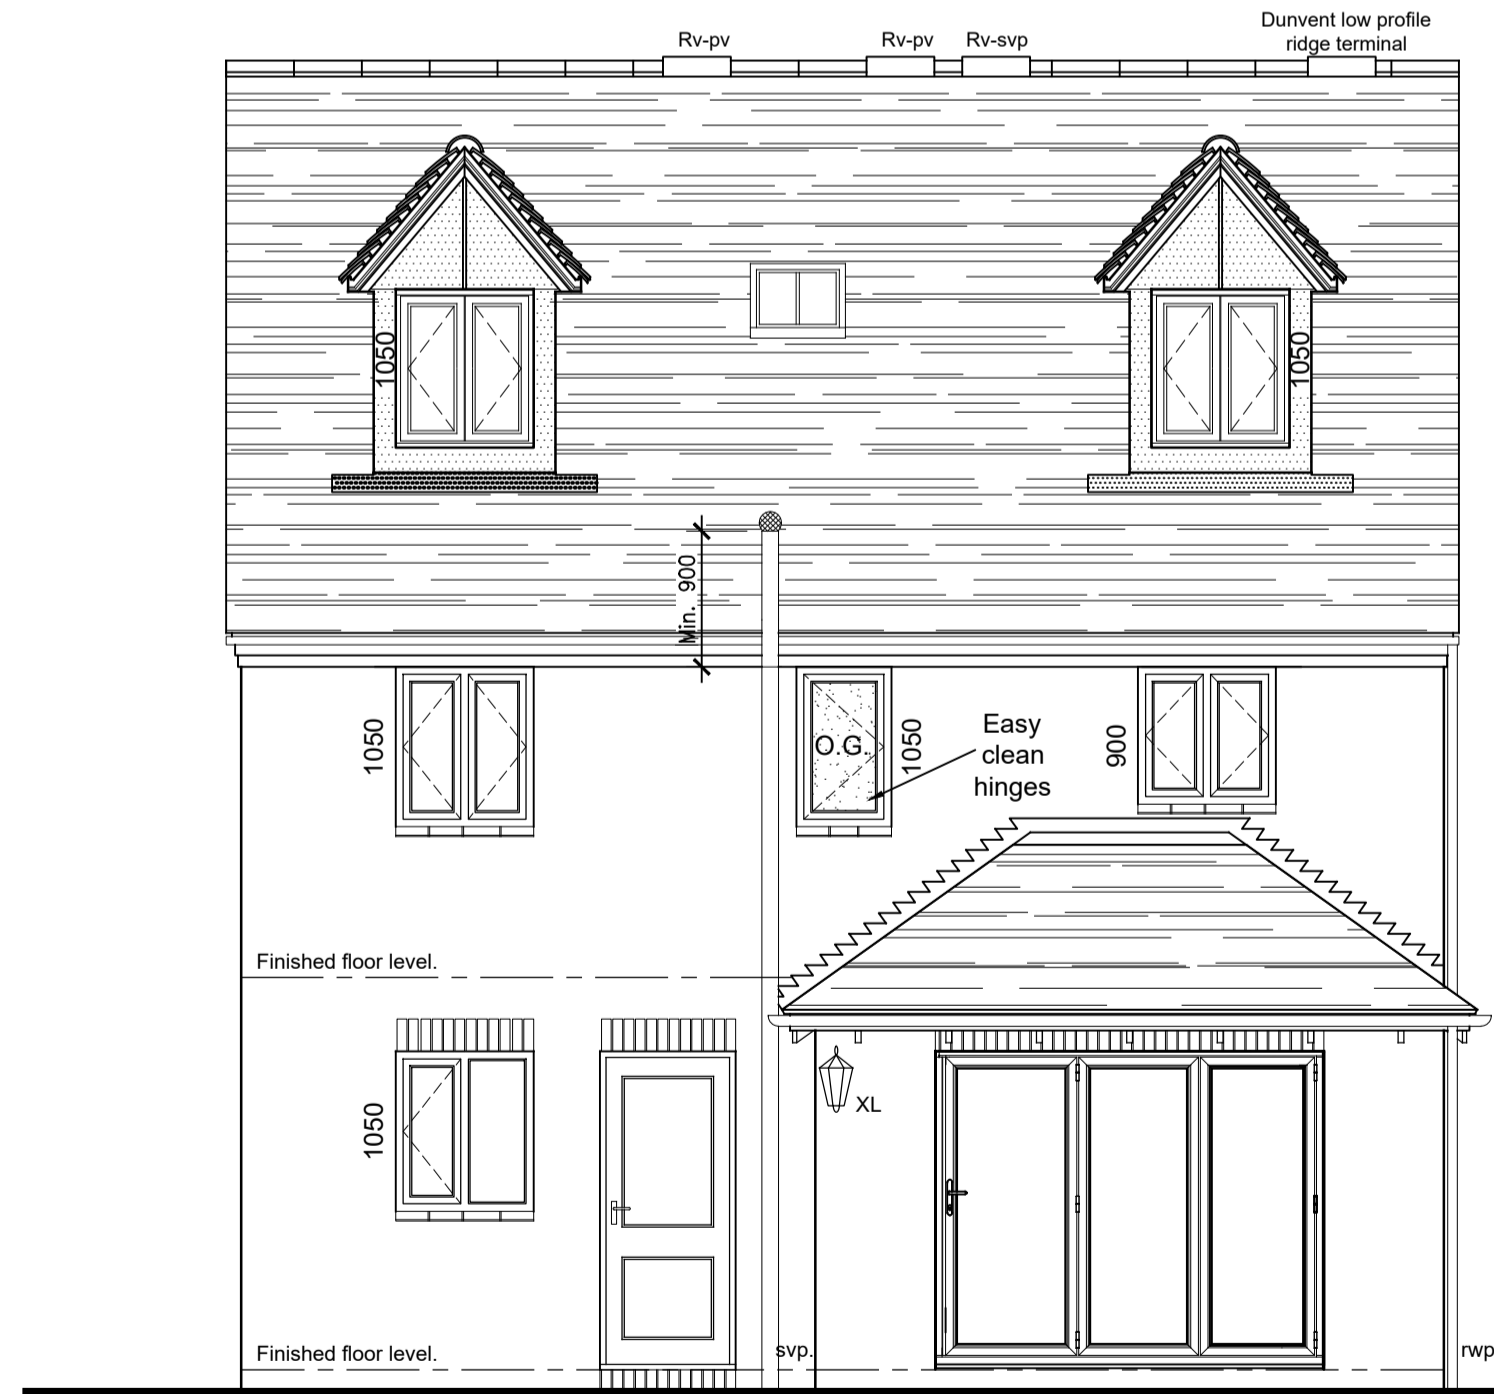 Dunvent low profile
ridge terminal
Rv-pv
Rv-pv
Rv-svp
1050
1050
Min. 900
1050
O.G.
1050
Easy
clean
hinges
900
Finished floor level.
1050
XL
Finished floor level.
svp.
rwp